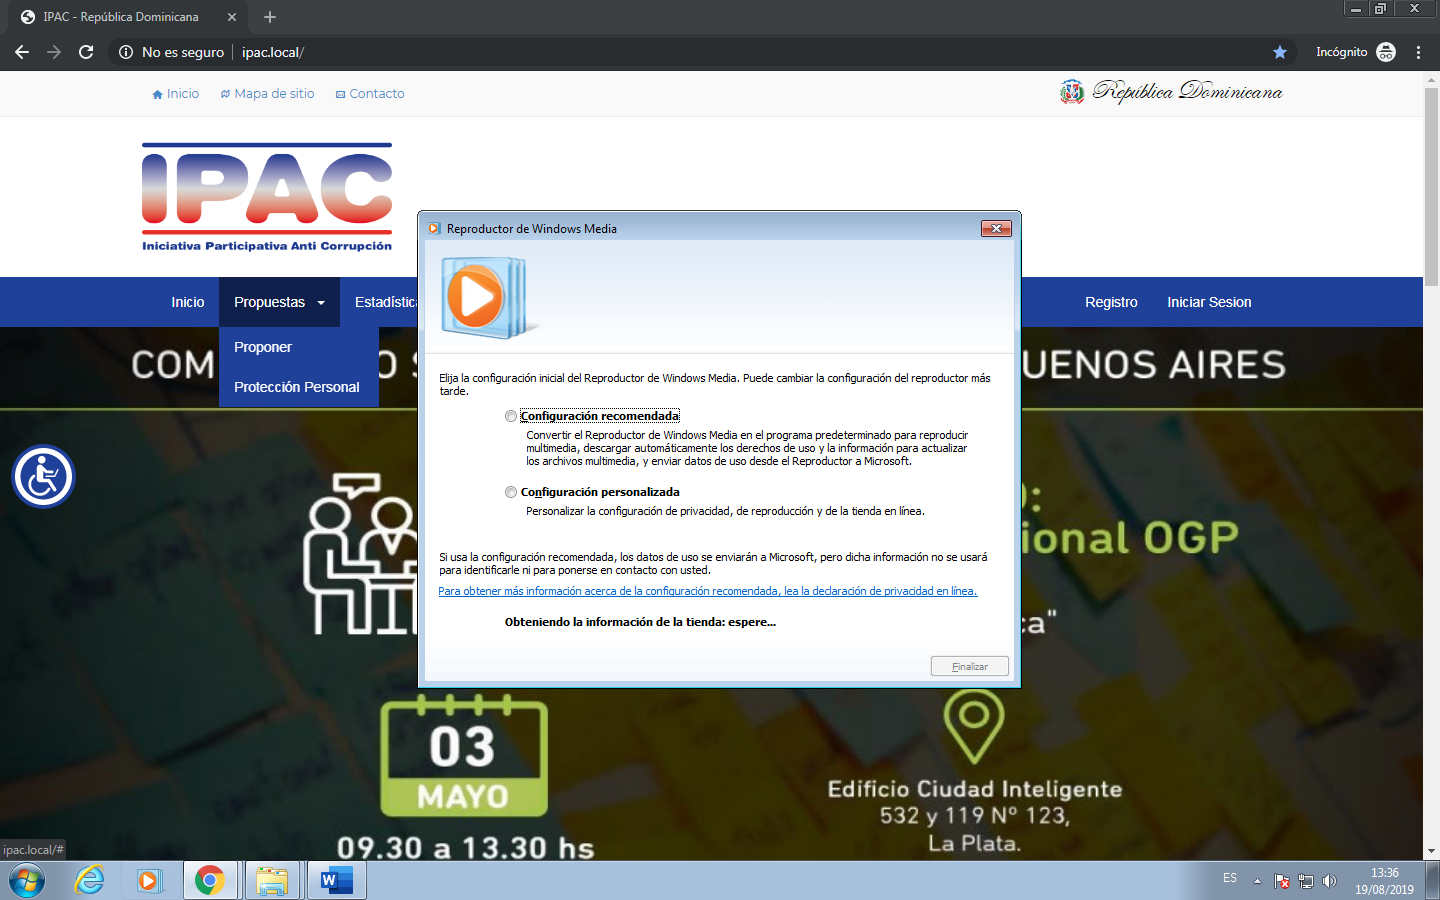 IPAC - República Dominicana
No es seguro
ipac.local/
Incógnito
Inicio
Mapa de sitio
Contacto
República Dominicana
IPAC
Iniciativa Participativa Anti Corrupción
Inicio
Propuestas
Registro
Iniciar Sesion
Proponer
Protección Personal
UENOS AIRES
Reproductor de Windows Media
Elija la configuración inicial del Reproductor de Windows Media. Puede cambiar la configuración del reproductor más
tarde.
Configuración recomendada
Convertir el Reproductor de Windows Media en el programa predeterminado para reproducir
multimedia, descargar automáticamente los derechos de uso y la información para actualizar
los archivos multimedia, y enviar datos de uso desde el Reproductor a Microsoft.
Configuración personalizada
Personalizar la configuración de privacidad, de reproducción y de la tienda en línea.
Si usa la configuración recomendada, los datos de uso se enviarán a Microsoft, pero dicha información no se usará
para identificarle ni para ponerse en contacto con usted.
Para obtener más información acerca de la configuración recomendada, lea la declaración de privacidad en línea.
Obteniendo la información de la tienda: espere...
Finalizar
ional OGP
03
MAYO
09.30 a 13.30 hs
Edificio Ciudad Inteligente
532 y 119 Nº 123,
La Plata.
ipac.local/#
ES
13:36
19/08/2019